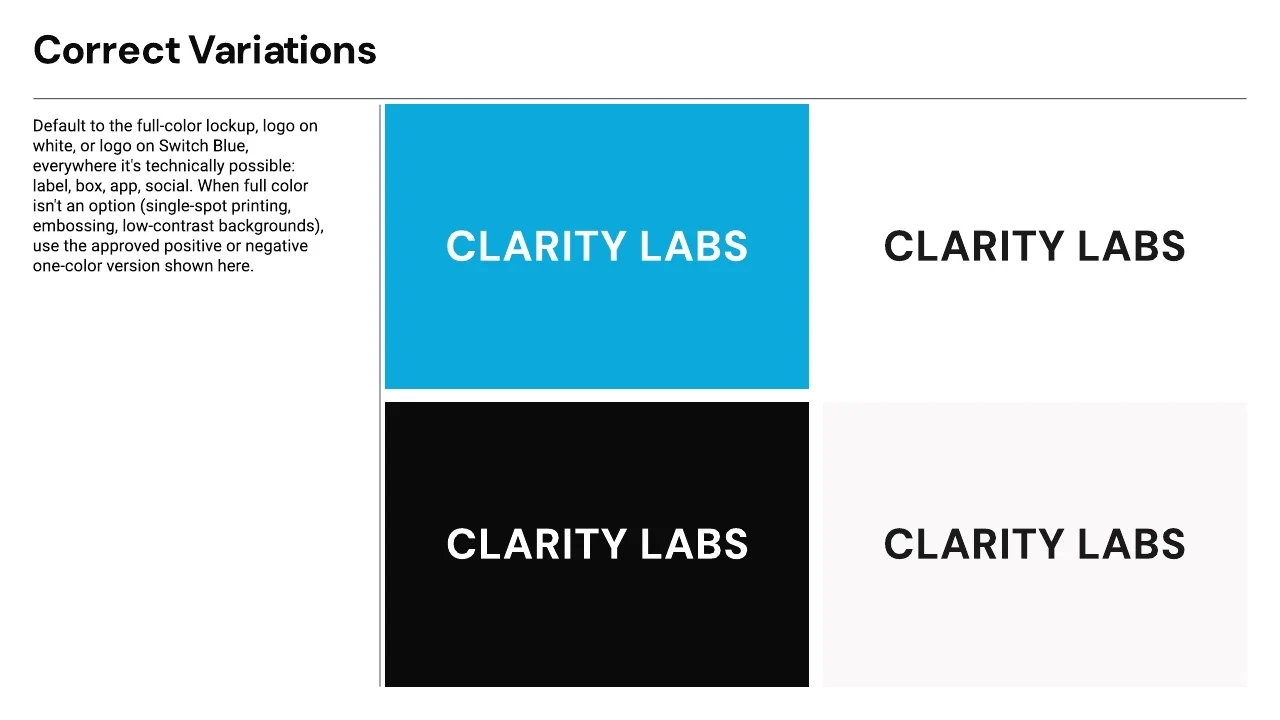 Correct Variations
Default to the full-color lockup, logo on
white, or logo on Switch Blue,
everywhere it's technically possible:
label, box, app, social. When full color
isn't an option (single-spot printing,
embossing, low-contrast backgrounds),
use the approved positive or negative
one-color version shown here.
CLARITY LABS
CLARITY LABS
CLARITY LABS
CLARITY LABS